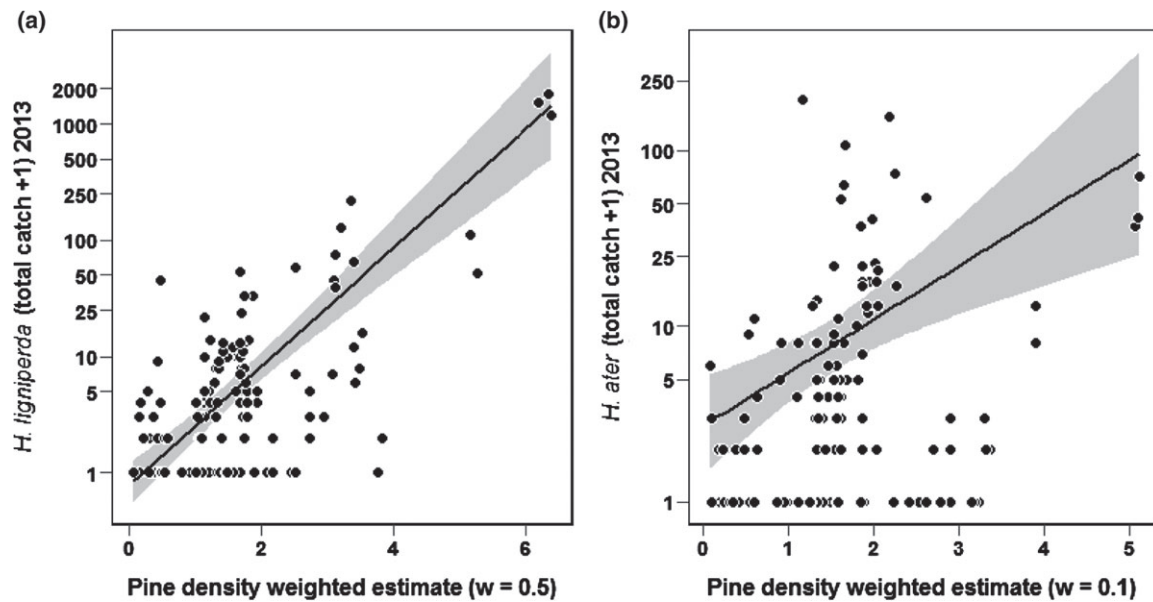 (a)
H. ligniperda (total catch +1) 2013
2000
1000
500
250
100
50
25
10
5
1
0 2 4 6
Pine density weighted estimate (w = 0.5)
(b)
H. ater (total catch +1) 2013
250
100
50
25
10
5
1
0 1 2 3 4 5
Pine density weighted estimate (w = 0.1)